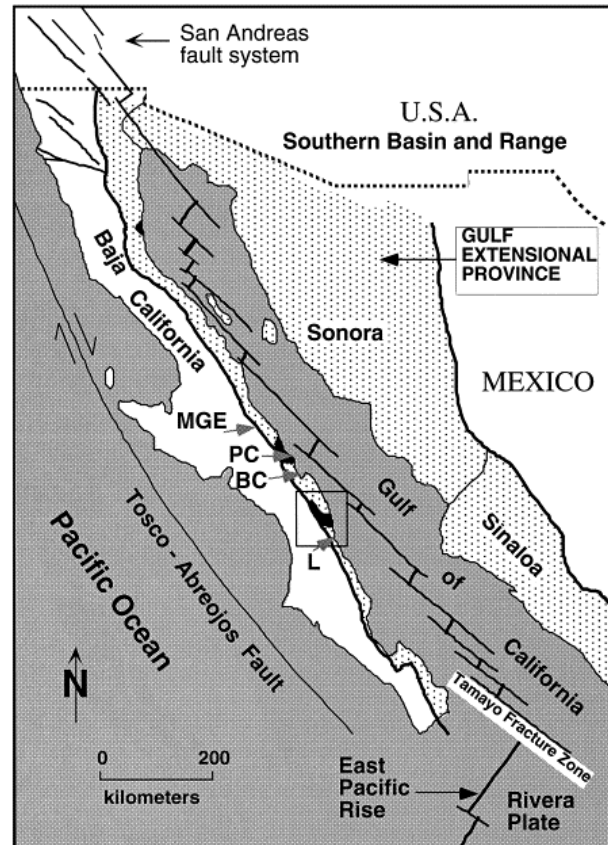 San Andreas
fault system
U.S.A.
Southern Basin and Range
GULF
EXTENSIONAL
PROVINCE
Baja
California
Sonora
MEXICO
MGE
PC
BC
L
Gulf
of
California
Sinaloa
Tosco - Abreojos Fault
Pacific Ocean
N
0 200
kilometers
Tamayo Fracture Zone
East
Pacific
Rise
Rivera
Plate